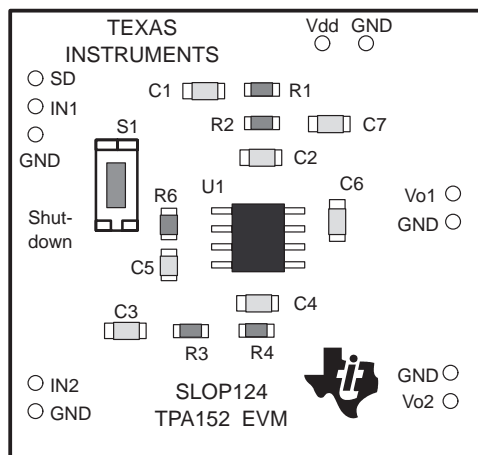 TEXAS
INSTRUMENTS
Vdd GND
SD
IN1
GND
S1
C1
R1
R2
C7
C2
Shut-
down
R6
U1
C6
Vo1
GND
C5
C4
C3
R3
R4
IN2
GND
SLOP124
TPA152 EVM
GND
Vo2